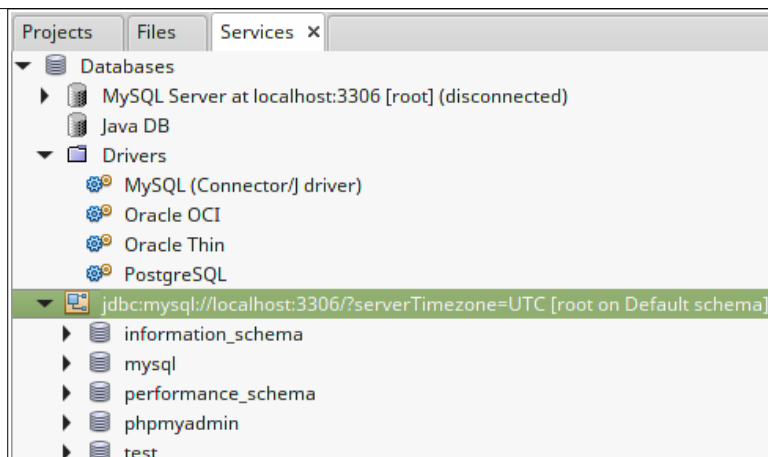 Projects Files Services ×
Databases
MySQL Server at localhost:3306 [root] (disconnected)
Java DB
Drivers
MySQL (Connector/J driver)
Oracle OCI
Oracle Thin
PostgreSQL
jdbc:mysql://localhost:3306/?serverTimezone=UTC [root on Default schema]
information_schema
mysql
performance_schema
phpmyadmin
test